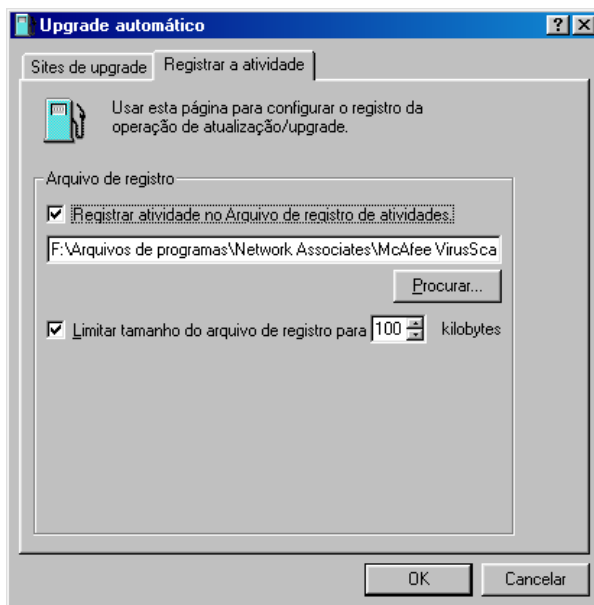 Upgrade automático
Sites de upgrade
Registrar a atividade
Usar esta página para configurar o registro da
operação de atualização/upgrade.
Arquivo de registro
Registrar atividade no Arquivo de registro de atividades.
F:\Arquivos de programas\Network Associates\McAfee VirusSca
Procurar...
Limitar tamanho do arquivo de registro para 100 kilobytes
OK
Cancelar